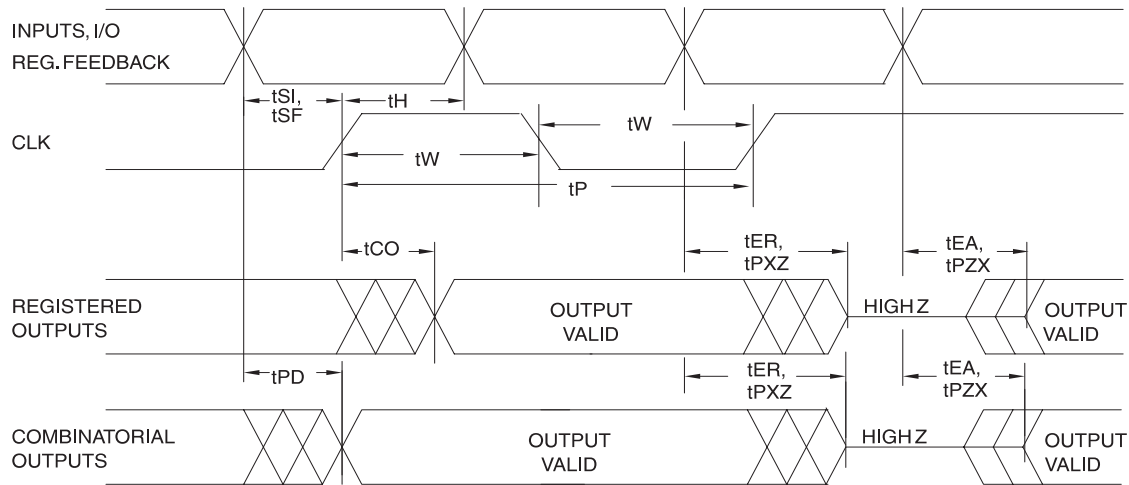 INPUTS, I/O
REG. FEEDBACK
tSI,
tSF
tH
CLK
tW
tW
tP
tCO
tER,
tPXZ
tEA,
tPZX
REGISTERED
OUTPUTS
OUTPUT
VALID
HIGH Z
OUTPUT
VALID
tPD
tER,
tPXZ
tEA,
tPZX
COMBINATORIAL
OUTPUTS
OUTPUT
VALID
HIGH Z
OUTPUT
VALID